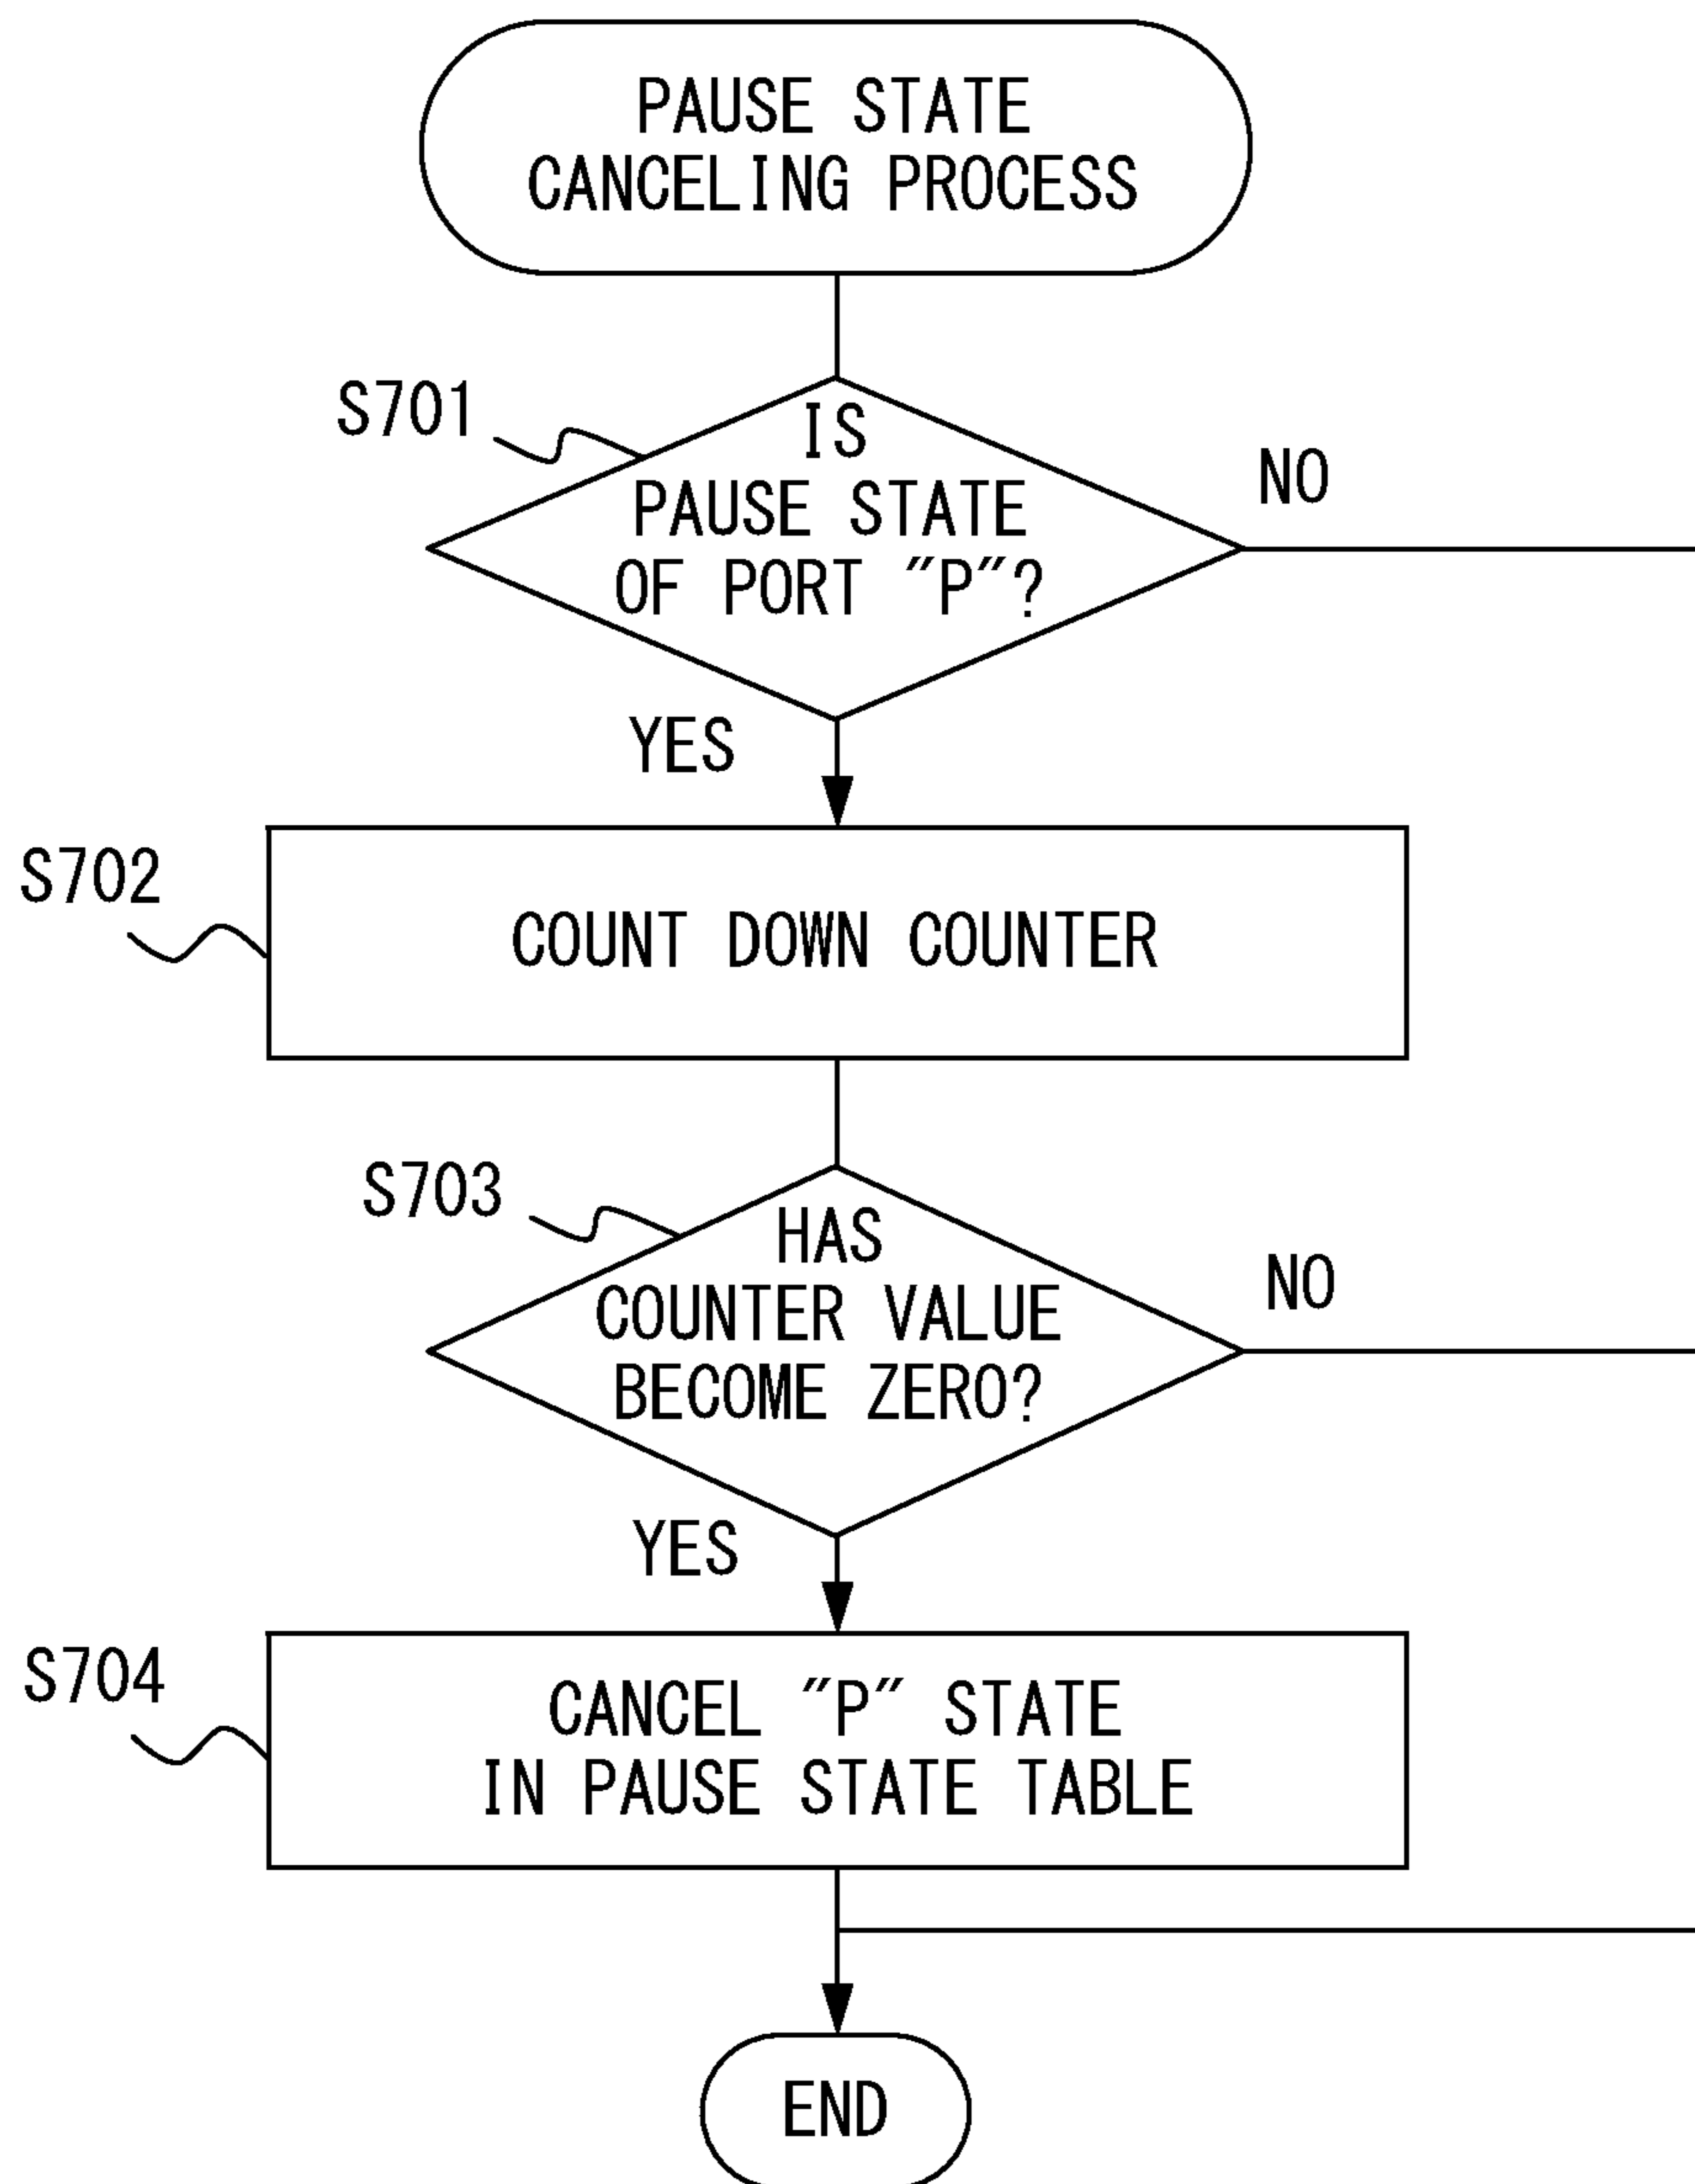 PAUSE STATE
CANCELING PROCESS
S701
IS
PAUSE STATE
OF PORT "P"?
NO
YES
S702
COUNT DOWN COUNTER
S703
HAS
COUNTER VALUE
BECOME ZERO?
NO
YES
S704
CANCEL "P" STATE
IN PAUSE STATE TABLE
END